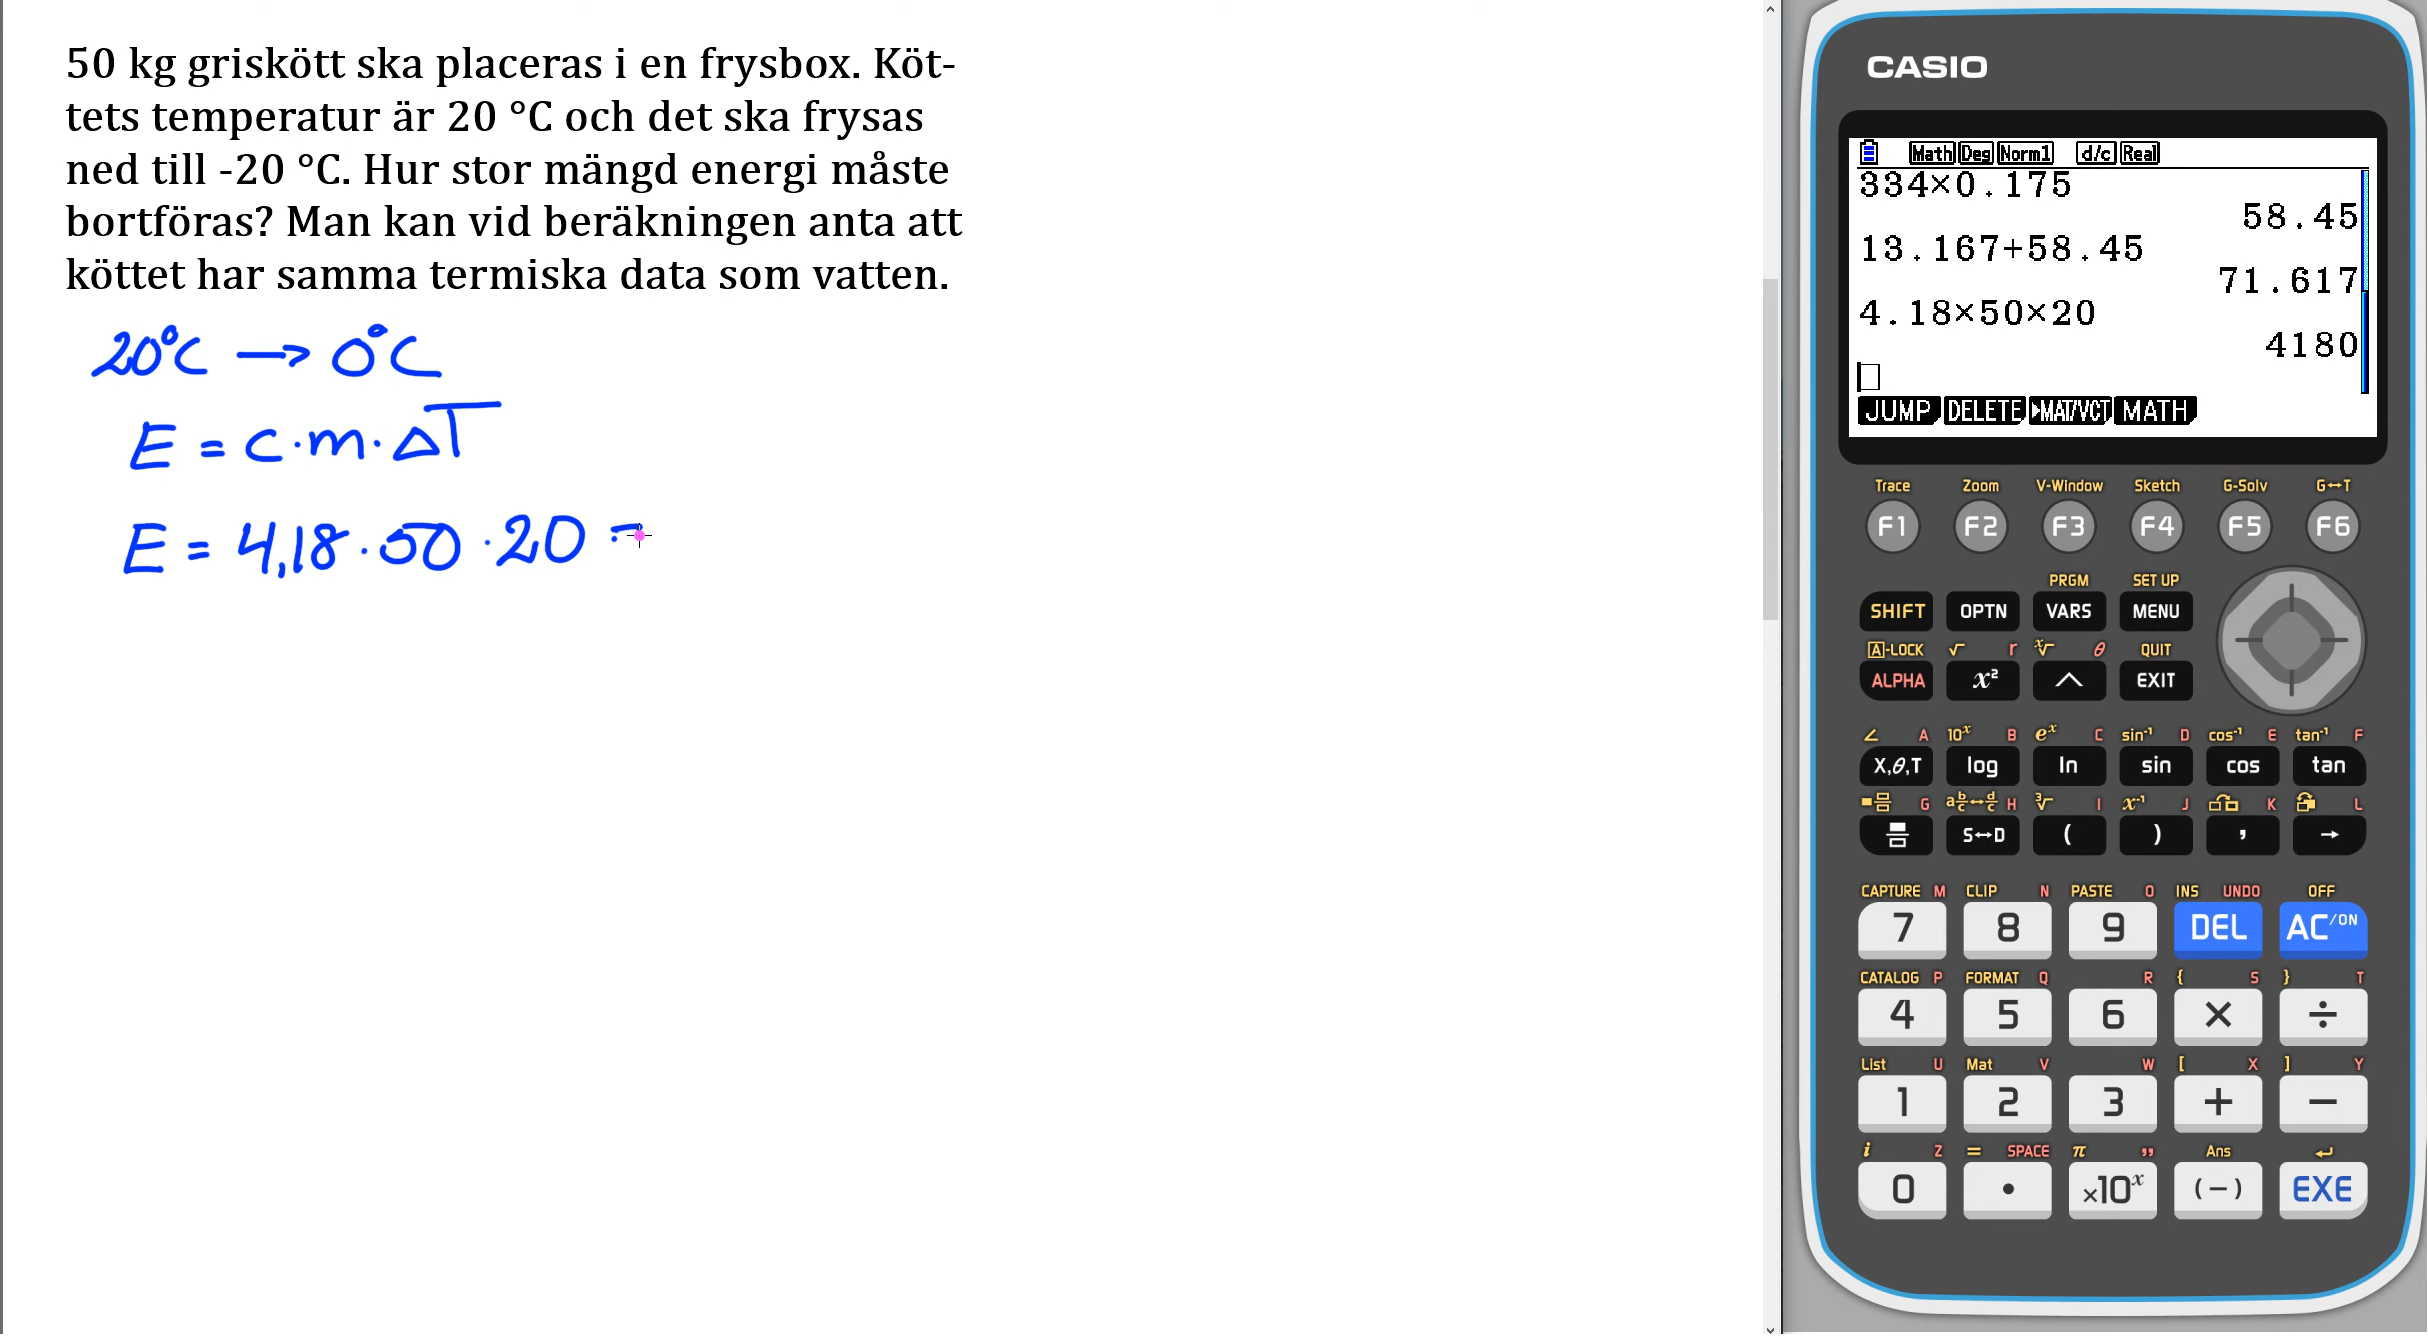 50 kg griskött ska placeras i en frysbox. Köt-
tets temperatur är 20 °C och det ska frysas
ned till -20 °C. Hur stor mängd energi måste
bortföras? Man kan vid beräkningen anta att
köttet har samma termiska data som vatten.
20°C → 0°C
E = c·m·ΔT
E = 4,18·50·20 =
CASIO
Math Deg Norm1 d/c Real
334×0.175
58.45
13.167+58.45
71.617
4.18×50×20
4180
JUMP DELETE ▶MAT/VCT MATH
Trace Zoom V-Window Sketch G-Solv G↔T
F1 F2 F3 F4 F5 F6
PRGM SET UP
SHIFT OPTN VARS MENU
A-LOCK √ r ˣ√ θ QUIT
ALPHA x² ^ EXIT
∠ A 10ˣ B eˣ C sin⁻¹ D cos⁻¹ E tan⁻¹ F
X,θ,T log ln sin cos tan
G a b/c↔d/c H ³√ I x⁻¹ J K L
S↔D ( ) , →
CAPTURE M CLIP N PASTE O INS UNDO OFF
7 8 9 DEL AC/ON
CATALOG P FORMAT Q R { S } T
4 5 6 × ÷
List U Mat V W [ X ] Y
1 2 3 + −
i Z = SPACE π " Ans ↵
0 • ×10ˣ (−) EXE